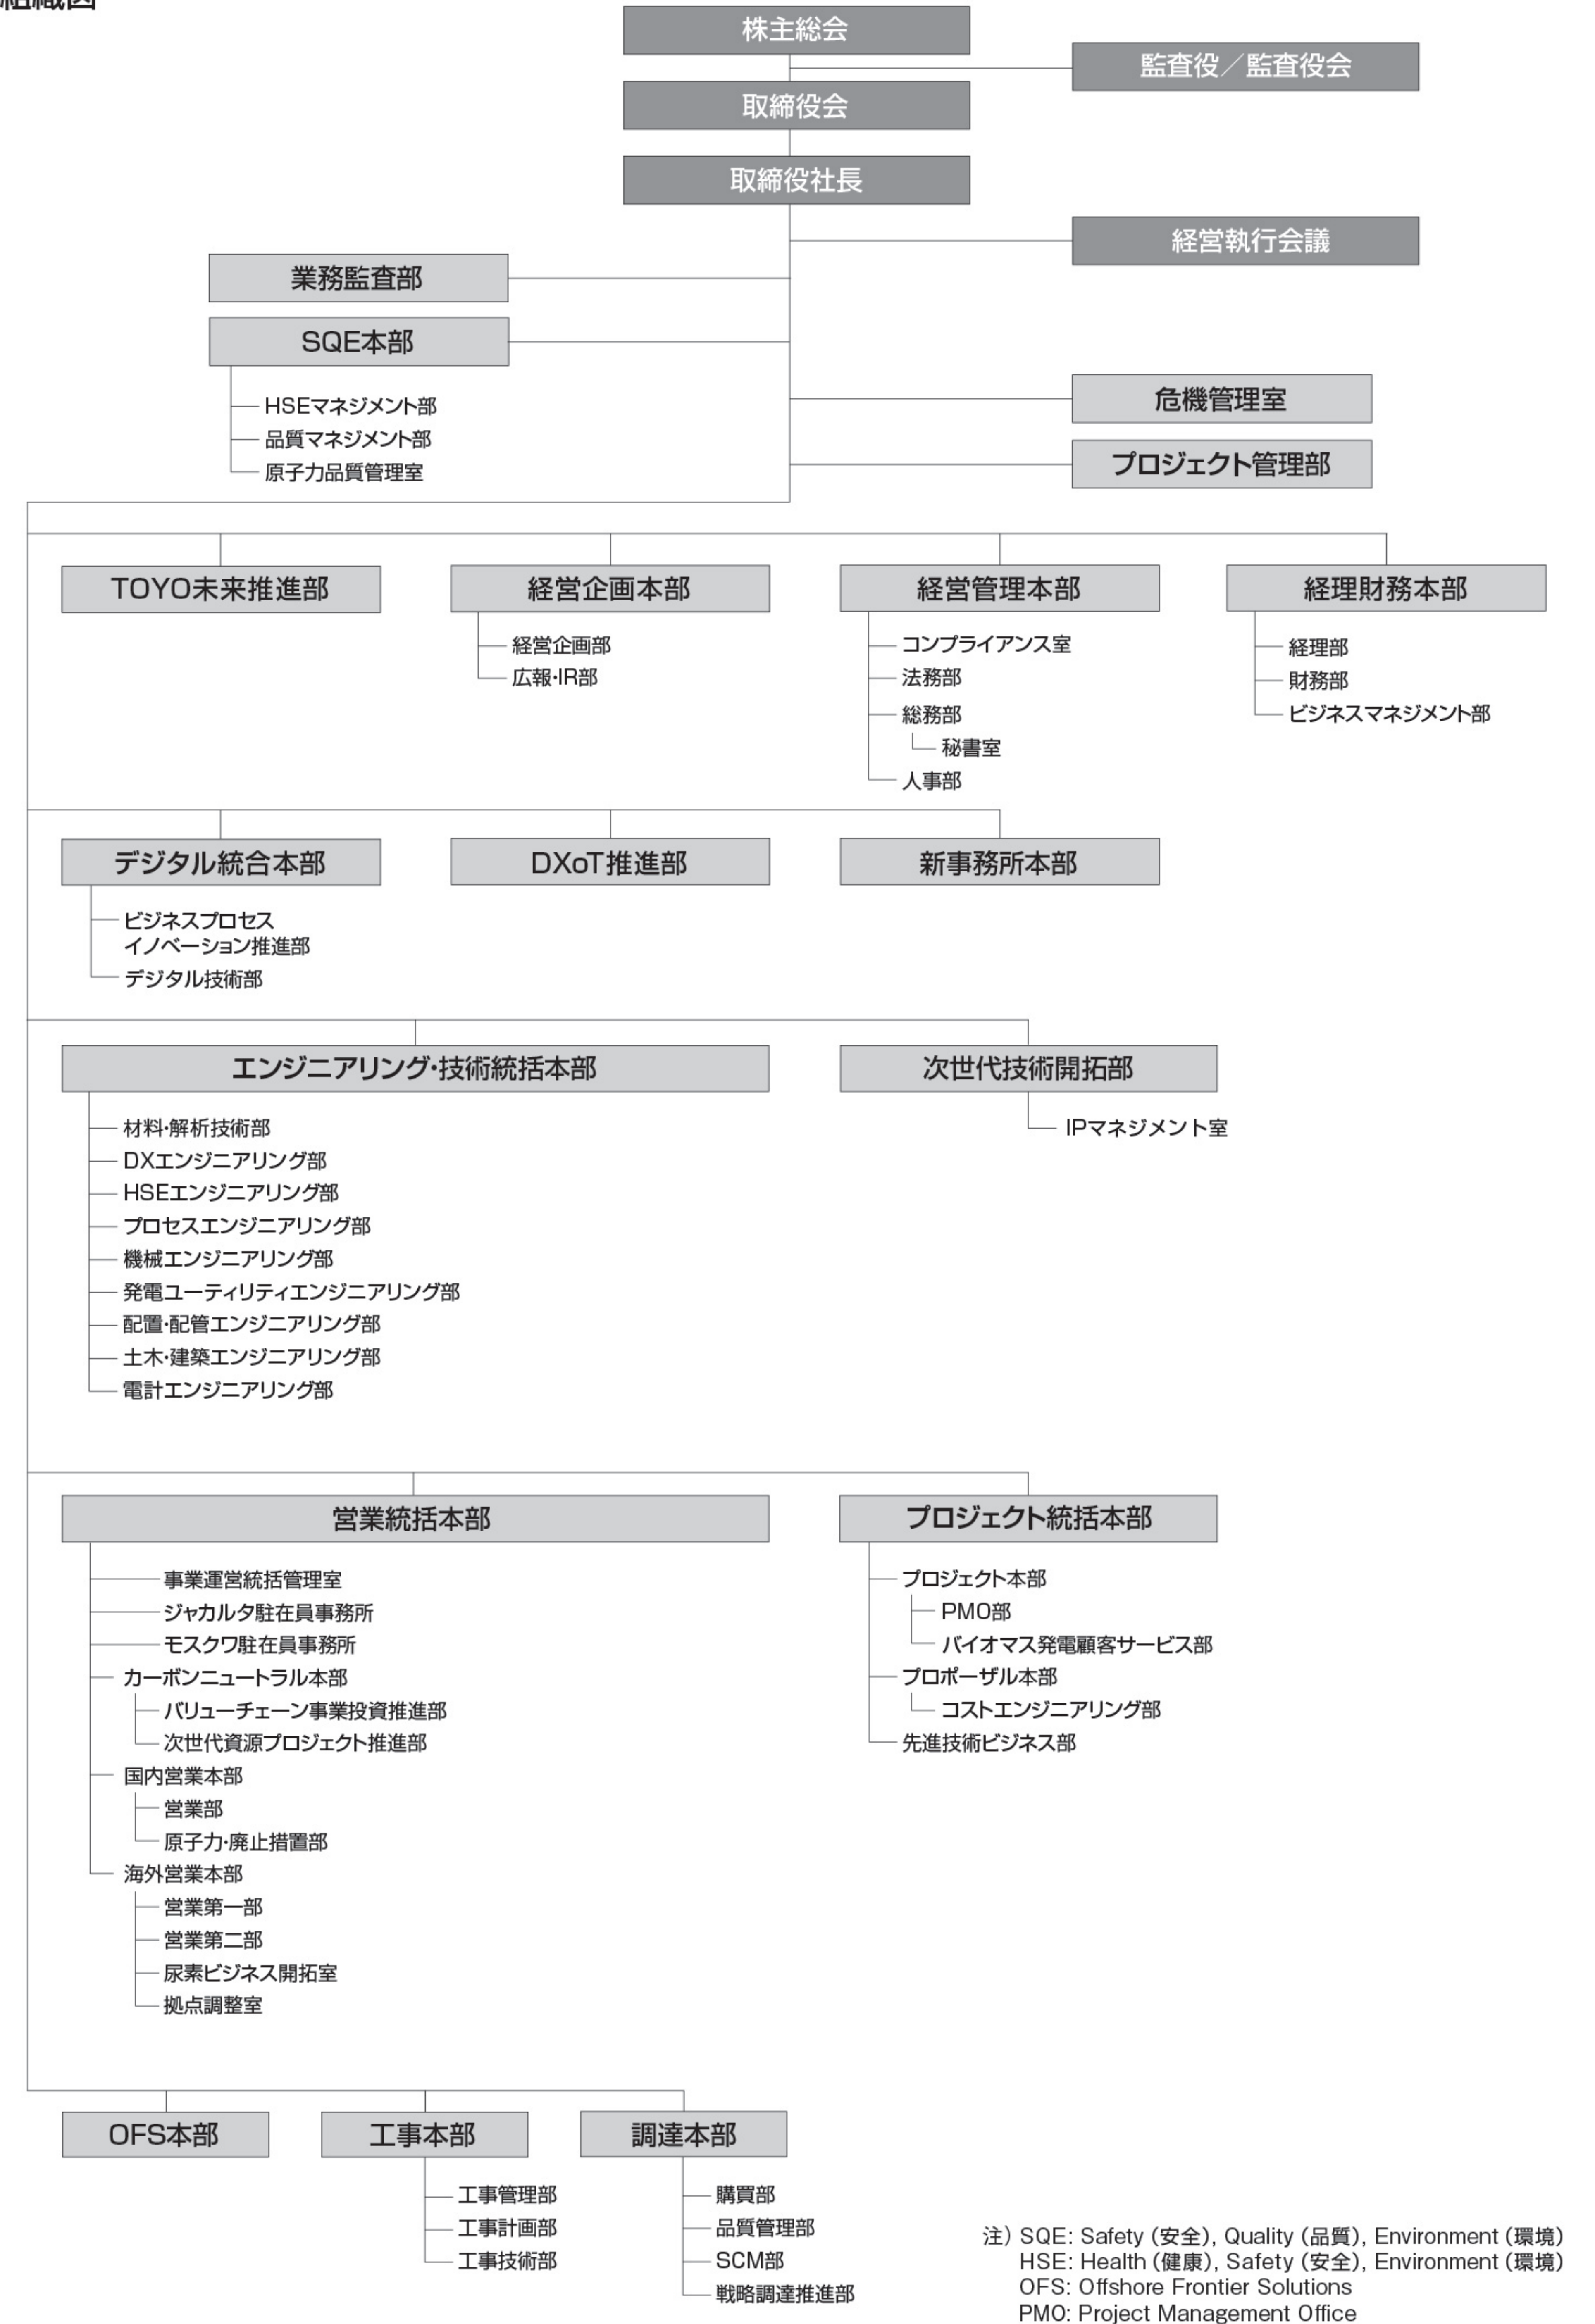 組織図
株主総会
監査役／監査役会
取締役会
取締役社長
経営執行会議
業務監査部
SQE本部
HSEマネジメント部
品質マネジメント部
原子力品質管理室
危機管理室
プロジェクト管理部
TOYO未来推進部
経営企画本部
経営企画部
広報・IR部
経営管理本部
コンプライアンス室
法務部
総務部
秘書室
人事部
経理財務本部
経理部
財務部
ビジネスマネジメント部
デジタル統合本部
ビジネスプロセス
イノベーション推進部
デジタル技術部
DXoT推進部
新事務所本部
エンジニアリング・技術統括本部
材料・解析技術部
DXエンジニアリング部
HSEエンジニアリング部
プロセスエンジニアリング部
機械エンジニアリング部
発電ユーティリティエンジニアリング部
配置・配管エンジニアリング部
土木・建築エンジニアリング部
電計エンジニアリング部
次世代技術開拓部
IPマネジメント室
営業統括本部
事業運営統括管理室
ジャカルタ駐在員事務所
モスクワ駐在員事務所
カーボンニュートラル本部
バリューチェーン事業投資推進部
次世代資源プロジェクト推進部
国内営業本部
営業部
原子力・廃止措置部
海外営業本部
営業第一部
営業第二部
尿素ビジネス開拓室
拠点調整室
プロジェクト統括本部
プロジェクト本部
PMO部
バイオマス発電顧客サービス部
プロポーザル本部
コストエンジニアリング部
先進技術ビジネス部
OFS本部
工事本部
工事管理部
工事計画部
工事技術部
調達本部
購買部
品質管理部
SCM部
戦略調達推進部
注）SQE: Safety（安全）, Quality（品質）, Environment（環境）
HSE: Health（健康）, Safety（安全）, Environment（環境）
OFS: Offshore Frontier Solutions
PMO: Project Management Office